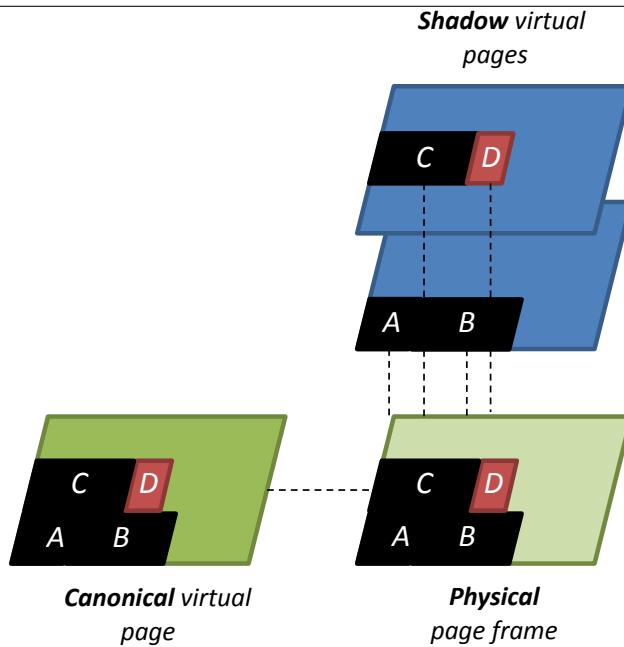 Shadow virtual
pages
C D
A B
C D
A B
C D
A B
Canonical virtual
page
Physical
page frame